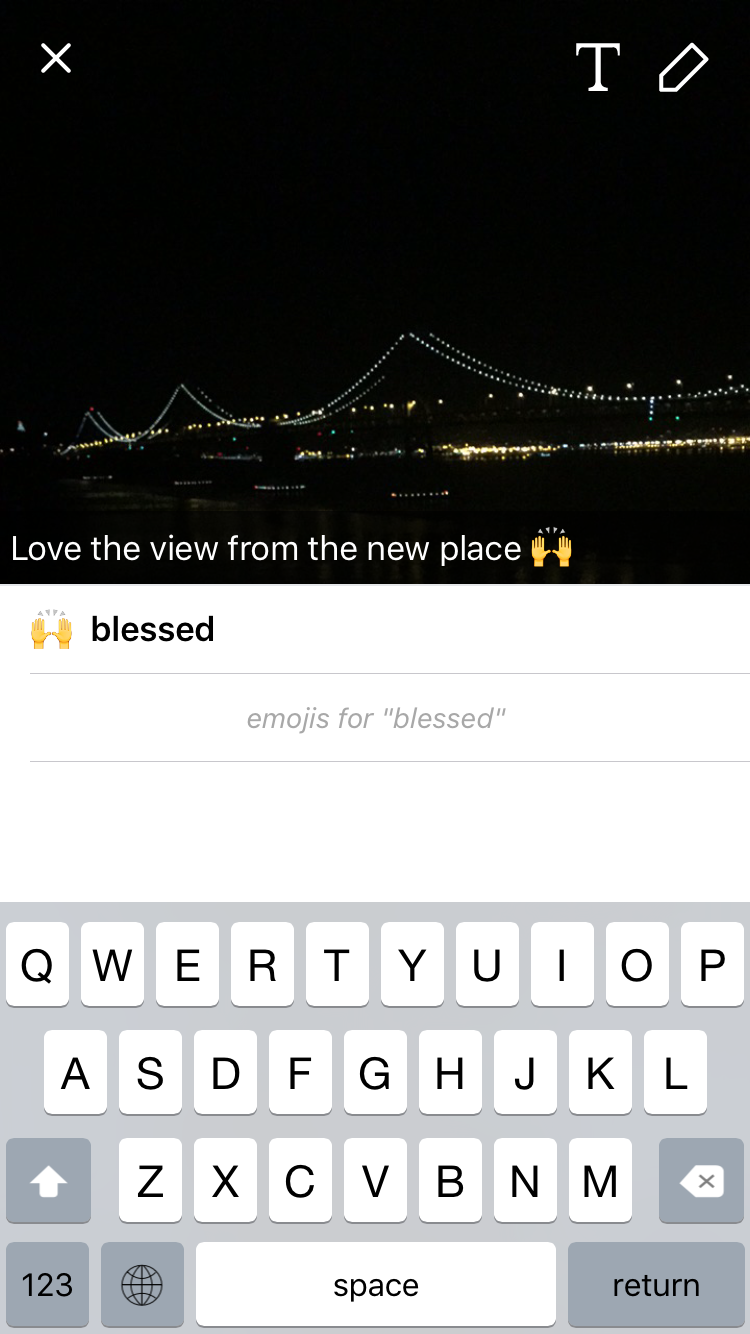 T
Love the view from the new place 🙌
🙌 blessed
emojis for "blessed"
Q W E R T Y U I O P
A S D F G H J K L
Z X C V B N M
123 space return